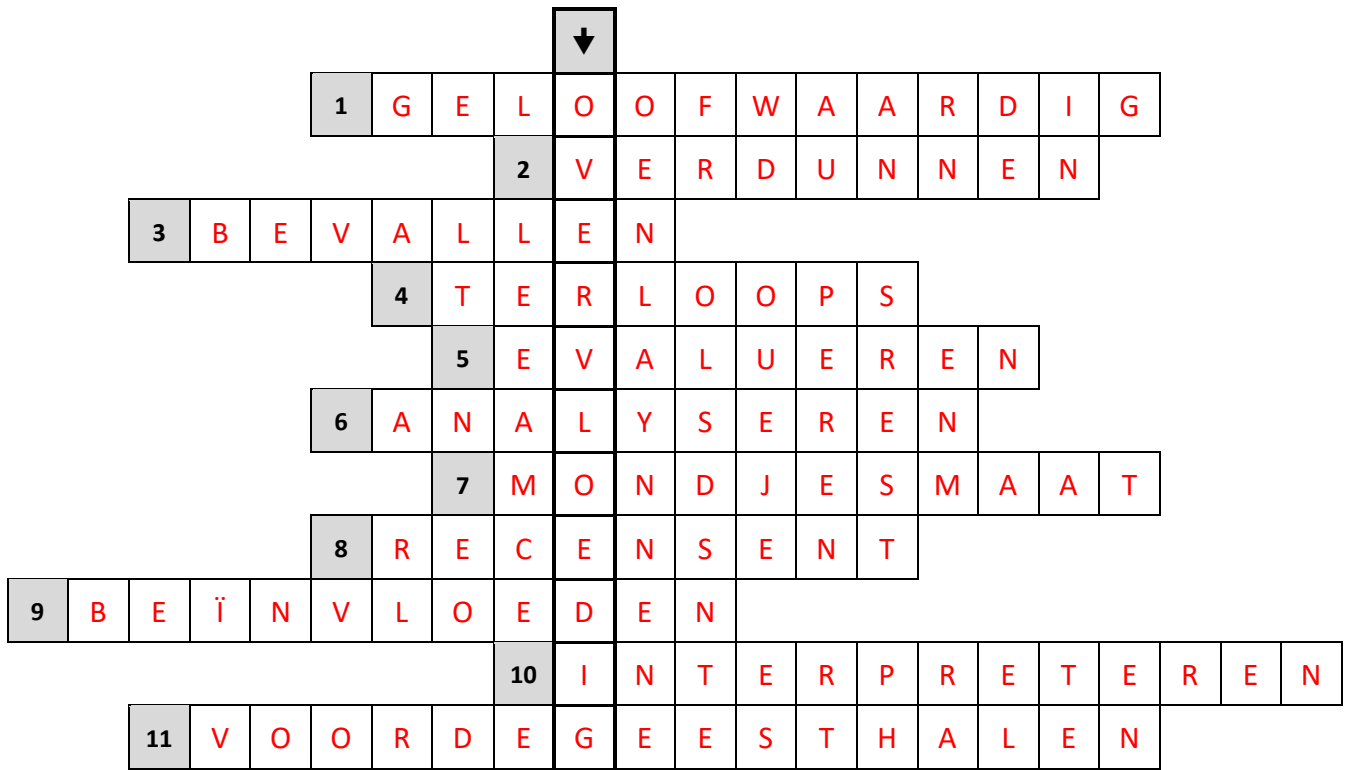 1 GELOOFWAARDIG
2 VERDUNNEN
3 BEVALLEN
4 TERLOOPS
5 EVALUEREN
6 ANALYSEREN
7 MONDJESMAAT
8 RECENSENT
9 BEÏNVLOEDEN
10 INTERPRETEREN
11 VOORDEGEESTHALEN